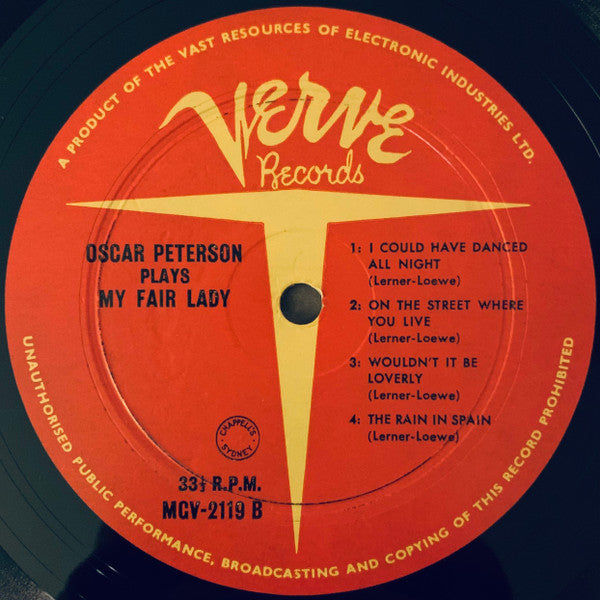 A PRODUCT OF THE VAST RESOURCES OF ELECTRONIC INDUSTRIES LTD.
Verve
Records
OSCAR PETERSON
PLAYS
MY FAIR LADY
1: I COULD HAVE DANCED
ALL NIGHT
(Lerner-Loewe)
2: ON THE STREET WHERE
YOU LIVE
(Lerner-Loewe)
3: WOULDN'T IT BE
LOVERLY
(Lerner-Loewe)
4: THE RAIN IN SPAIN
(Lerner-Loewe)
CHAPPELL'S
SYDNEY
33⅓ R.P.M.
MGV-2119 B
UNAUTHORISED PUBLIC PERFORMANCE, BROADCASTING AND COPYING OF THIS RECORD PROHIBITED